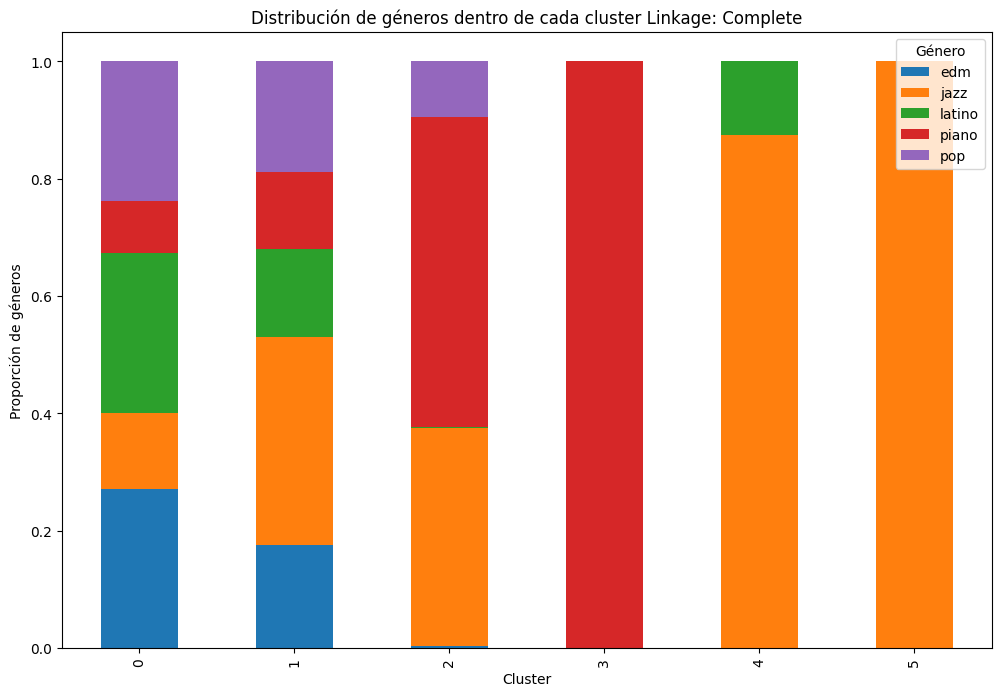 Distribución de géneros dentro de cada cluster Linkage: Complete
Género
edm
jazz
latino
piano
pop
Proporción de géneros
1.0
0.8
0.6
0.4
0.2
0.0
0 1 2 3 4 5
Cluster